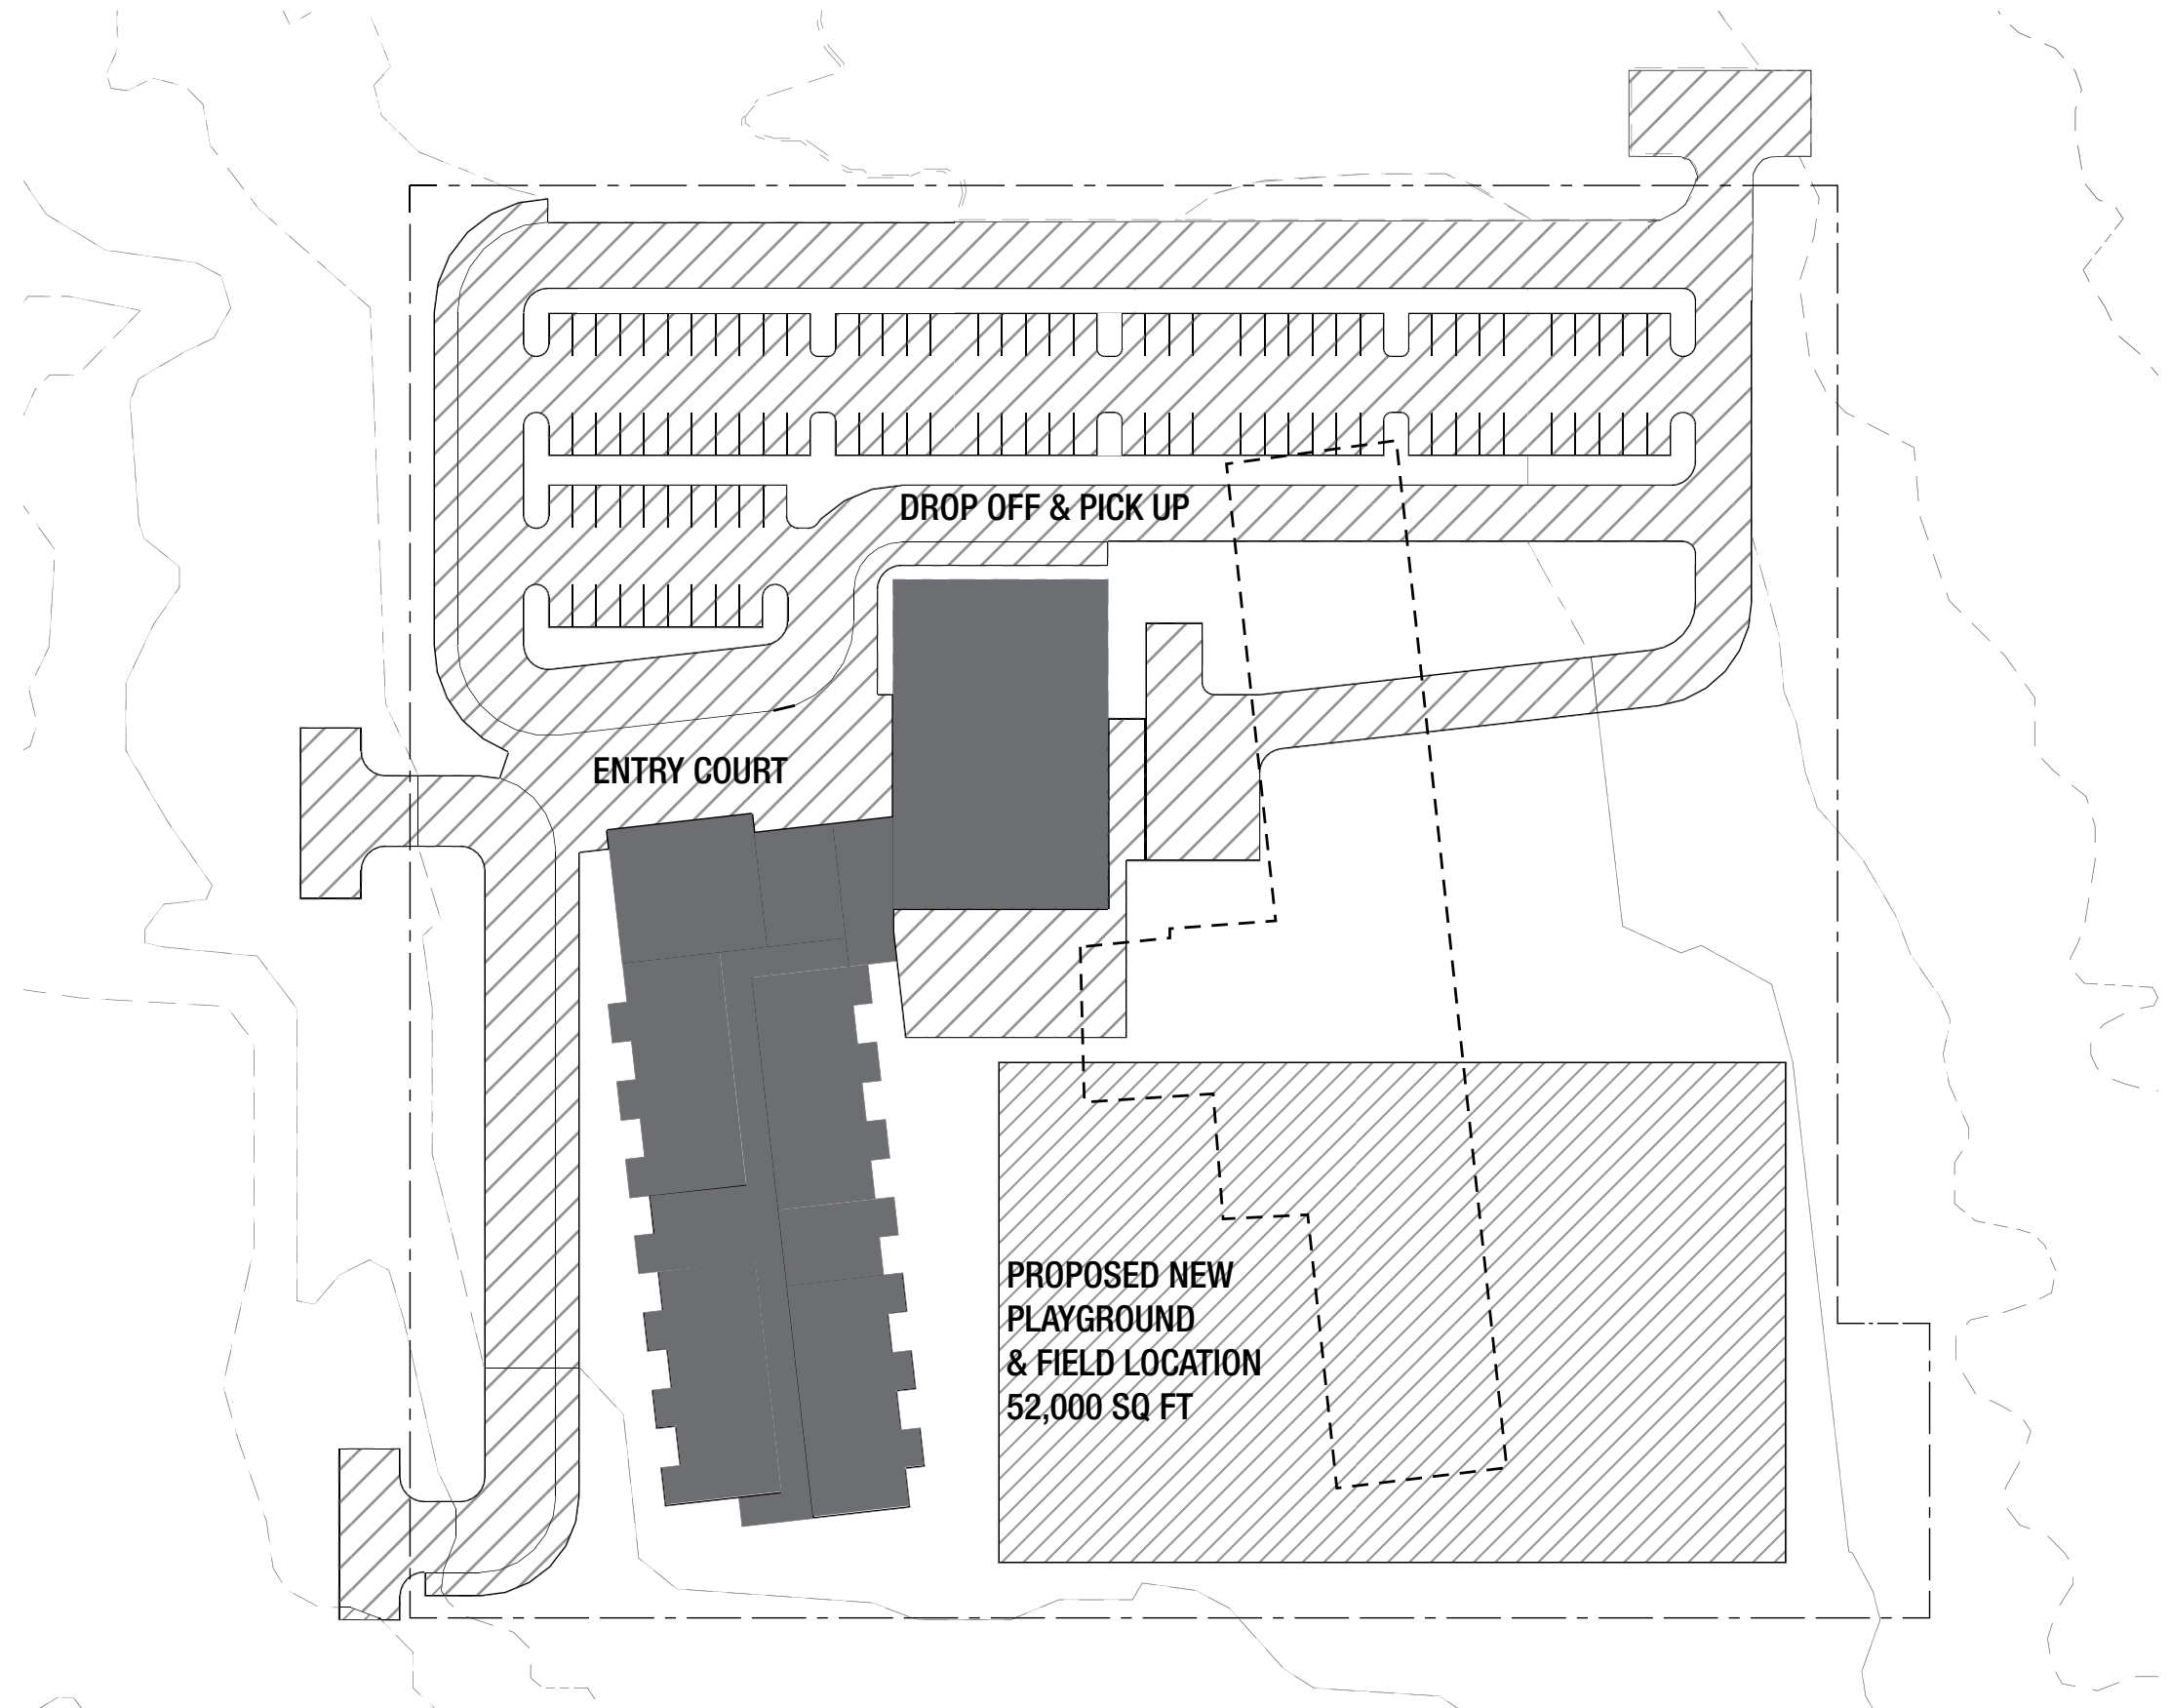 DROP OFF & PICK UP
ENTRY COURT
PROPOSED NEW
PLAYGROUND
& FIELD LOCATION
52,000 SQ FT